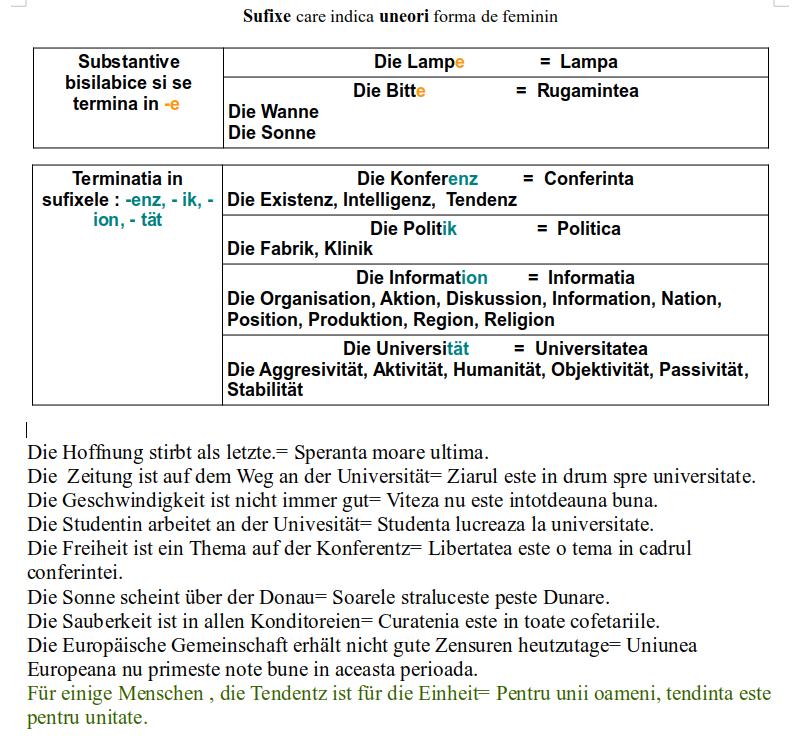 Sufixe care indica uneori forma de feminin
Substantive
bisilabice si se
termina in -e
Die Lampe = Lampa
Die Bitte = Rugamintea
Die Wanne
Die Sonne
Terminatia in
sufixele : -enz, - ik, -
ion, - tät
Die Konferenz = Conferinta
Die Existenz, Intelligenz, Tendenz
Die Politik = Politica
Die Fabrik, Klinik
Die Information = Informatia
Die Organisation, Aktion, Diskussion, Information, Nation,
Position, Produktion, Region, Religion
Die Universität = Universitatea
Die Aggresivität, Aktivität, Humanität, Objektivität, Passivität,
Stabilität
Die Hoffnung stirbt als letzte.= Speranta moare ultima.
Die Zeitung ist auf dem Weg an der Universität= Ziarul este in drum spre universitate.
Die Geschwindigkeit ist nicht immer gut= Viteza nu este intotdeauna buna.
Die Studentin arbeitet an der Univesität= Studenta lucreaza la universitate.
Die Freiheit ist ein Thema auf der Konferentz= Libertatea este o tema in cadrul
conferintei.
Die Sonne scheint über der Donau= Soarele straluceste peste Dunare.
Die Sauberkeit ist in allen Konditoreien= Curatenia este in toate cofetariile.
Die Europäische Gemeinschaft erhält nicht gute Zensuren heutzutage= Uniunea
Europeana nu primeste note bune in aceasta perioada.
Für einige Menschen , die Tendentz ist für die Einheit= Pentru unii oameni, tendinta este
pentru unitate.